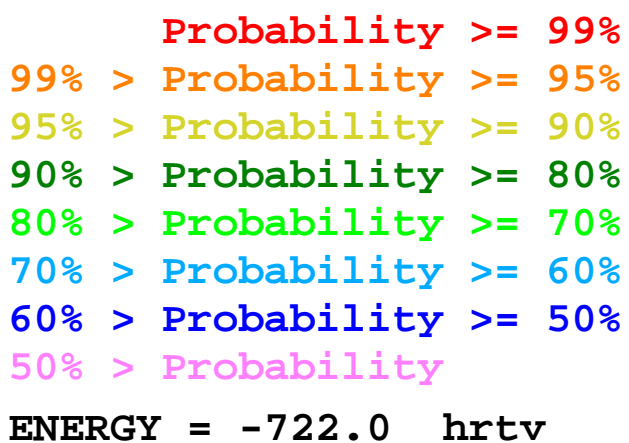 Probability >= 99%
99% > Probability >= 95%
95% > Probability >= 90%
90% > Probability >= 80%
80% > Probability >= 70%
70% > Probability >= 60%
60% > Probability >= 50%
50% > Probability
ENERGY = -722.0 hrtv